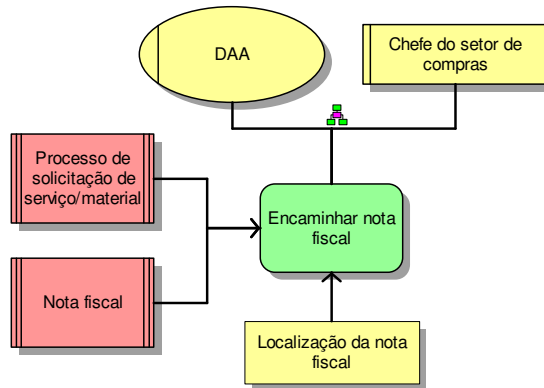 DAA
Chefe do setor de
compras
Processo de
solicitação de
serviço/material
Encaminhar nota
fiscal
Nota fiscal
Localização da nota
fiscal